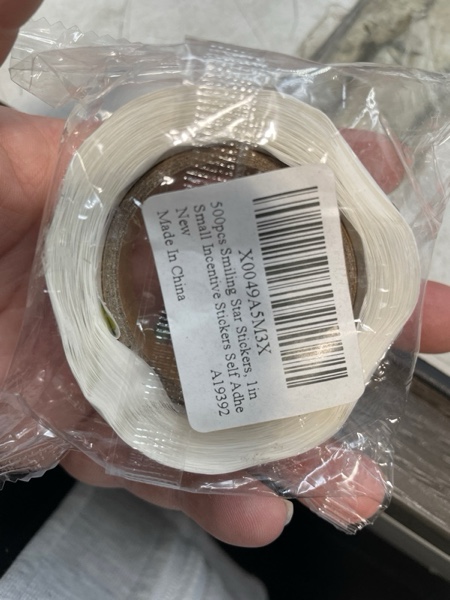 X0049A5M3X
500pcs Smiling Star Stickers, 1in
Small Incentive Stickers Self Adhe
New
A19392
Made In China